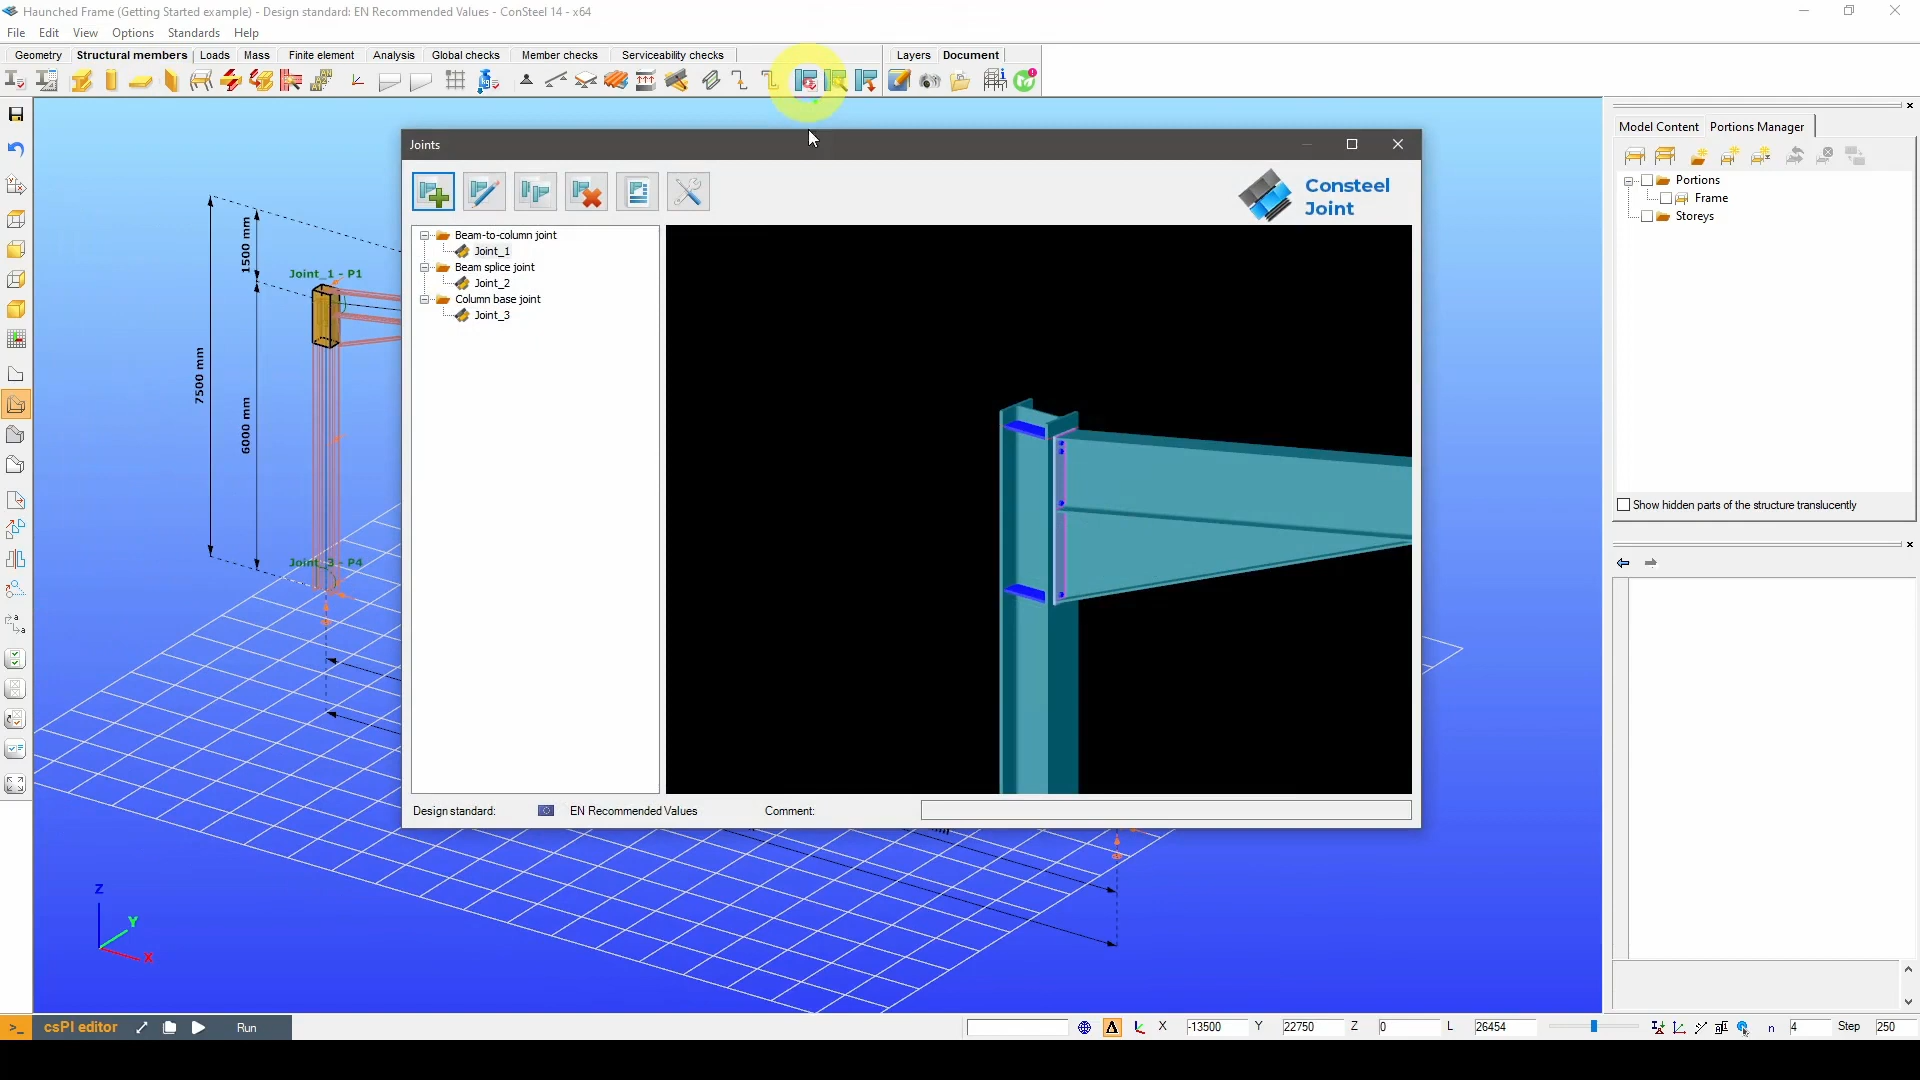 Haunched Frame (Getting Started example) - Design standard: EN Recommended Values - ConSteel 14 - x64
File Edit View Options Standards Help
Geometry Structural members Loads Mass Finite element Analysis Global checks Member checks Serviceability checks Layers Document
Joints
Consteel
Joint
Beam-to-column joint
Joint_1
Beam splice joint
Joint_2
Column base joint
Joint_3
Design standard: EN Recommended Values Comment:
1500 mm
Joint_1 - P1
7500 mm
6000 mm
Joint_3 - P4
Z
Y
X
Model Content Portions Manager
Portions
Frame
Storeys
Show hidden parts of the structure translucently
>_ csPI editor Run
X -13500 Y 22750 Z 0 L 26454 n 4 Step 250